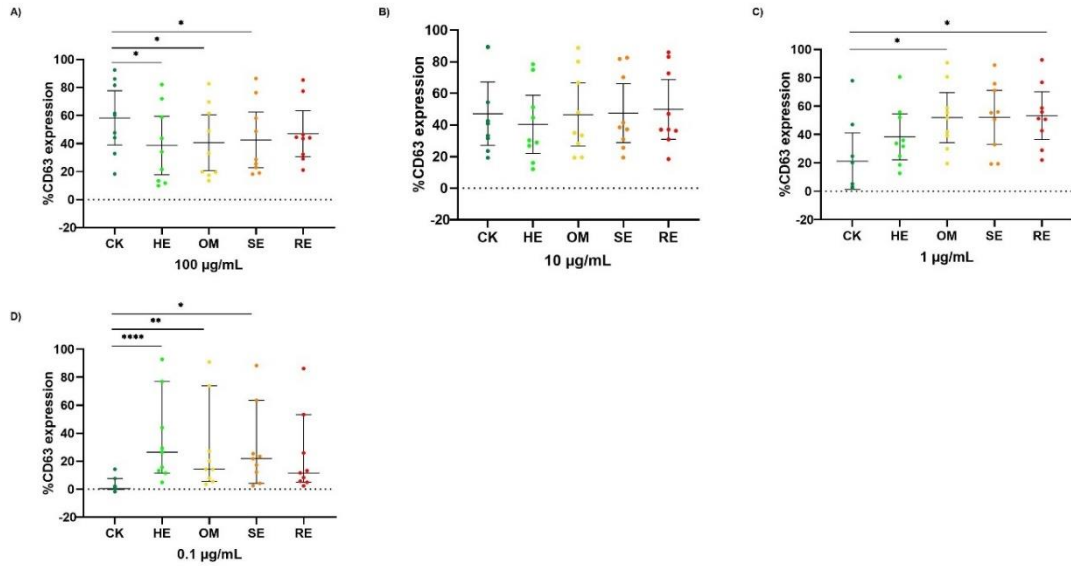 A)
*
*
*
100
80
60
40
20
0
-20
%CD63 expression
CK HE OM SE RE
100 µg/mL
B)
100
80
60
40
20
0
-20
%CD63 expression
CK HE OM SE RE
10 µg/mL
C)
*
*
100
80
60
40
20
0
-20
%CD63 expression
CK HE OM SE RE
1 µg/mL
D)
*
**
****
100
80
60
40
20
0
-20
%CD63 expression
CK HE OM SE RE
0.1 µg/mL